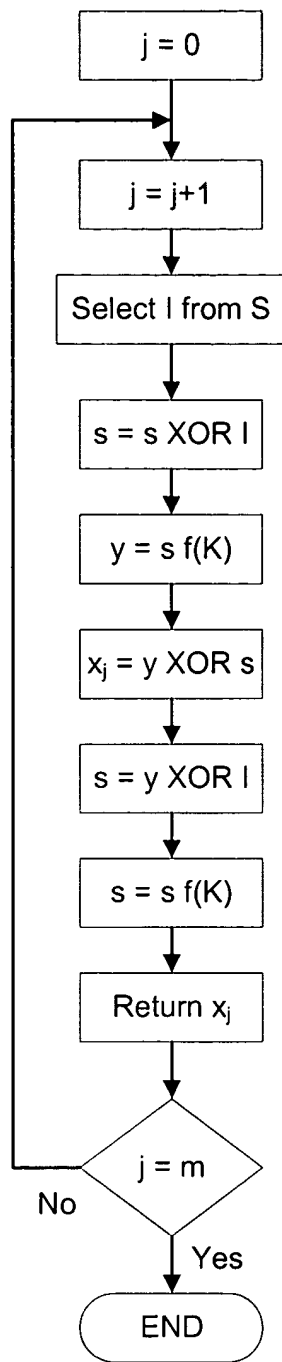 j = 0
j = j+1
Select I from S
s = s XOR I
y = s f(K)
xⱼ = y XOR s
s = y XOR I
s = s f(K)
Return xⱼ
j = m
No
Yes
END